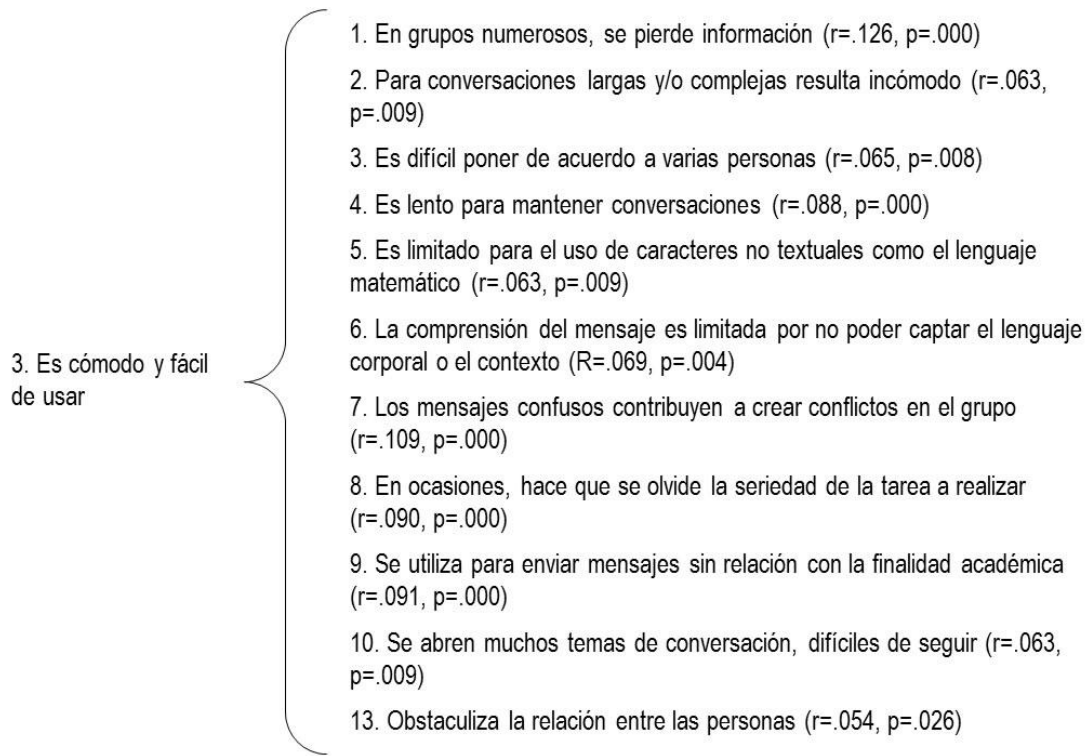 1. En grupos numerosos, se pierde información (r=.126, p=.000)
2. Para conversaciones largas y/o complejas resulta incómodo (r=.063,
p=.009)
3. Es difícil poner de acuerdo a varias personas (r=.065, p=.008)
4. Es lento para mantener conversaciones (r=.088, p=.000)
5. Es limitado para el uso de caracteres no textuales como el lenguaje
matemático (r=.063, p=.009)
3. Es cómodo y fácil
de usar
6. La comprensión del mensaje es limitada por no poder captar el lenguaje
corporal o el contexto (R=.069, p=.004)
7. Los mensajes confusos contribuyen a crear conflictos en el grupo
(r=.109, p=.000)
8. En ocasiones, hace que se olvide la seriedad de la tarea a realizar
(r=.090, p=.000)
9. Se utiliza para enviar mensajes sin relación con la finalidad académica
(r=.091, p=.000)
10. Se abren muchos temas de conversación, difíciles de seguir (r=.063,
p=.009)
13. Obstaculiza la relación entre las personas (r=.054, p=.026)